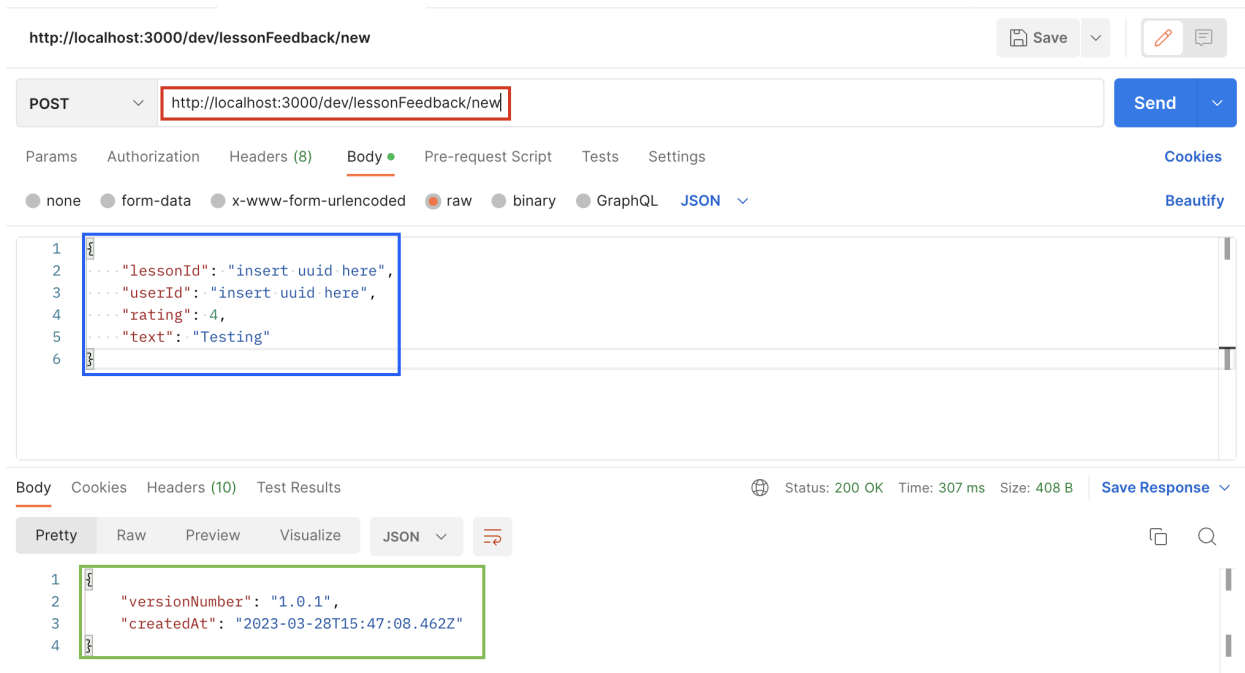 http://localhost:3000/dev/lessonFeedback/new Save
POST http://localhost:3000/dev/lessonFeedback/new Send
Params Authorization Headers (8) Body Pre-request Script Tests Settings Cookies
none form-data x-www-form-urlencoded raw binary GraphQL JSON Beautify
1 {
2 ····"lessonId":·"insert·uuid·here",
3 ····"userId":·"insert·uuid·here",
4 ····"rating":·4,
5 ····"text":·"Testing"
6 }
Body Cookies Headers (10) Test Results Status: 200 OK Time: 307 ms Size: 408 B Save Response
Pretty Raw Preview Visualize JSON
1 {
2 "versionNumber": "1.0.1",
3 "createdAt": "2023-03-28T15:47:08.462Z"
4 }